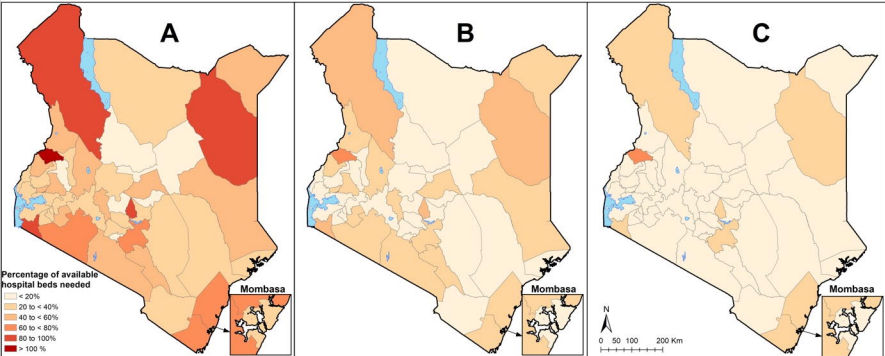 A
B
C
Percentage of available
hospital beds needed
< 20%
20 to < 40%
40 to < 60%
60 to < 80%
80 to 100%
> 100 %
Mombasa
Mombasa
Mombasa
N
0 50 100 200 Km